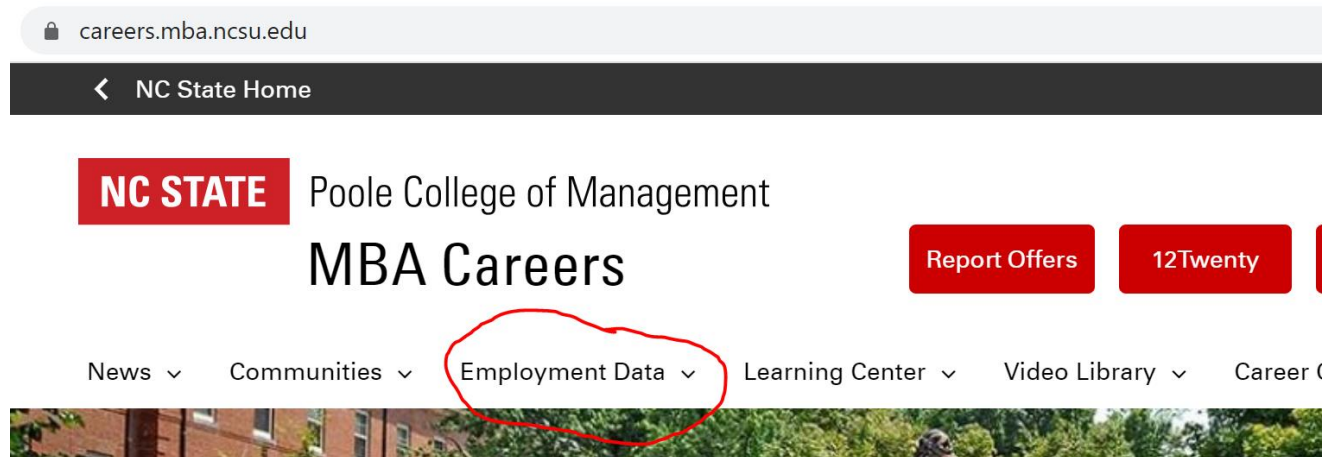 careers.mba.ncsu.edu
NC State Home
NC STATE Poole College of Management
MBA Careers
Report Offers 12Twenty
News Communities Employment Data Learning Center Video Library Career